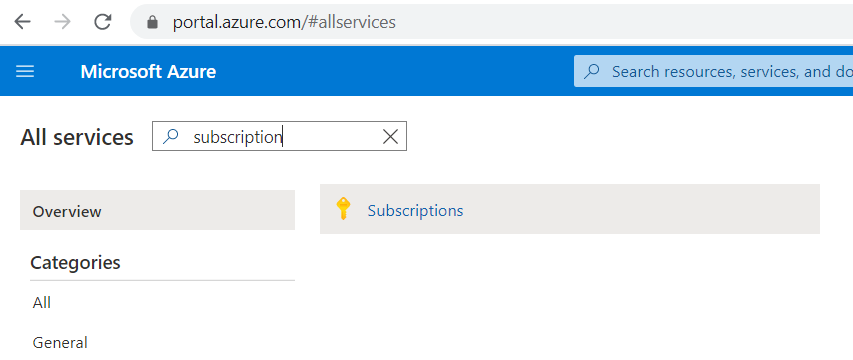 portal.azure.com/#allservices
Microsoft Azure
Search resources, services, and do
All services
subscription
Overview
Subscriptions
Categories
All
General